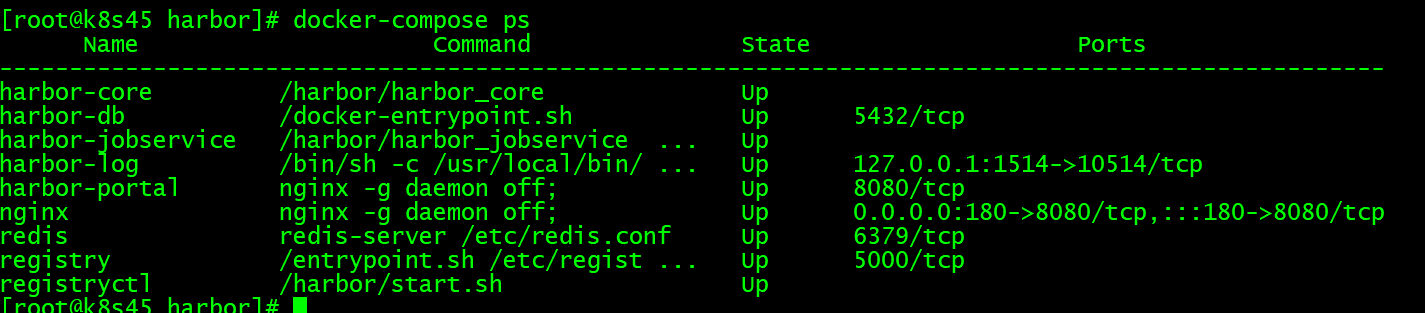 [root@k8s45 harbor]# docker-compose ps
Name Command State Ports
----------------------------------------------------------------------------------------------------
harbor-core /harbor/harbor_core Up
harbor-db /docker-entrypoint.sh Up 5432/tcp
harbor-jobservice /harbor/harbor_jobservice ... Up
harbor-log /bin/sh -c /usr/local/bin/ ... Up 127.0.0.1:1514->10514/tcp
harbor-portal nginx -g daemon off; Up 8080/tcp
nginx nginx -g daemon off; Up 0.0.0.0:180->8080/tcp,:::180->8080/tcp
redis redis-server /etc/redis.conf Up 6379/tcp
registry /entrypoint.sh /etc/regist ... Up 5000/tcp
registryctl /harbor/start.sh Up
[root@k8s45 harbor]#